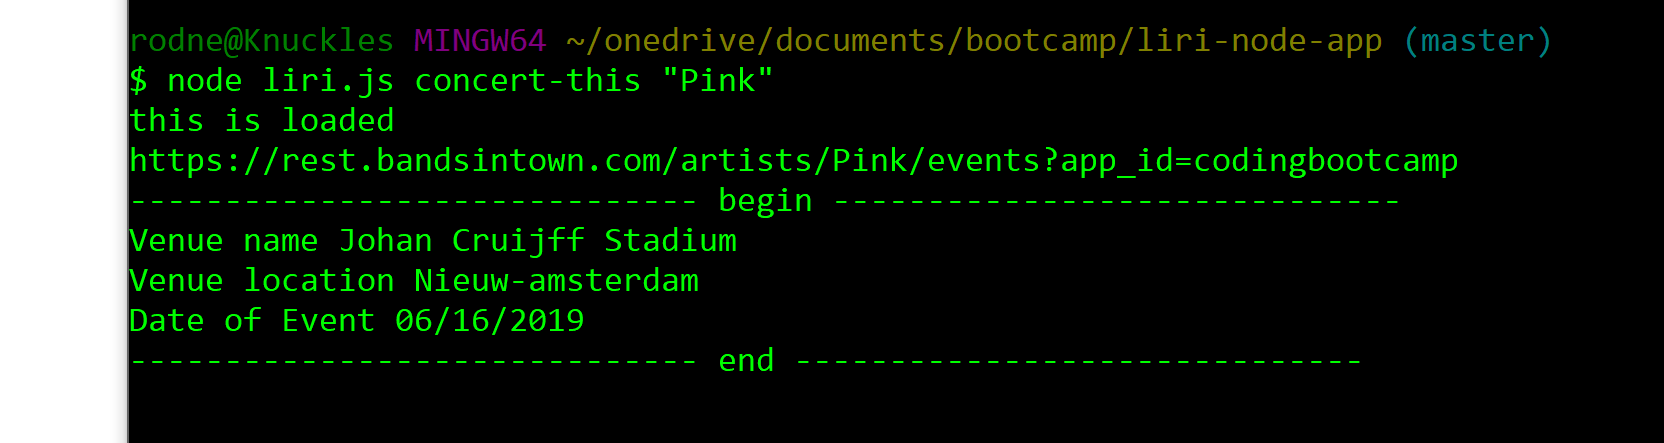 rodne@Knuckles MINGW64 ~/onedrive/documents/bootcamp/liri-node-app (master)
$ node liri.js concert-this "Pink"
this is loaded
https://rest.bandsintown.com/artists/Pink/events?app_id=codingbootcamp
------------------------------ begin ------------------------------
Venue name Johan Cruijff Stadium
Venue location Nieuw-amsterdam
Date of Event 06/16/2019
------------------------------ end ------------------------------